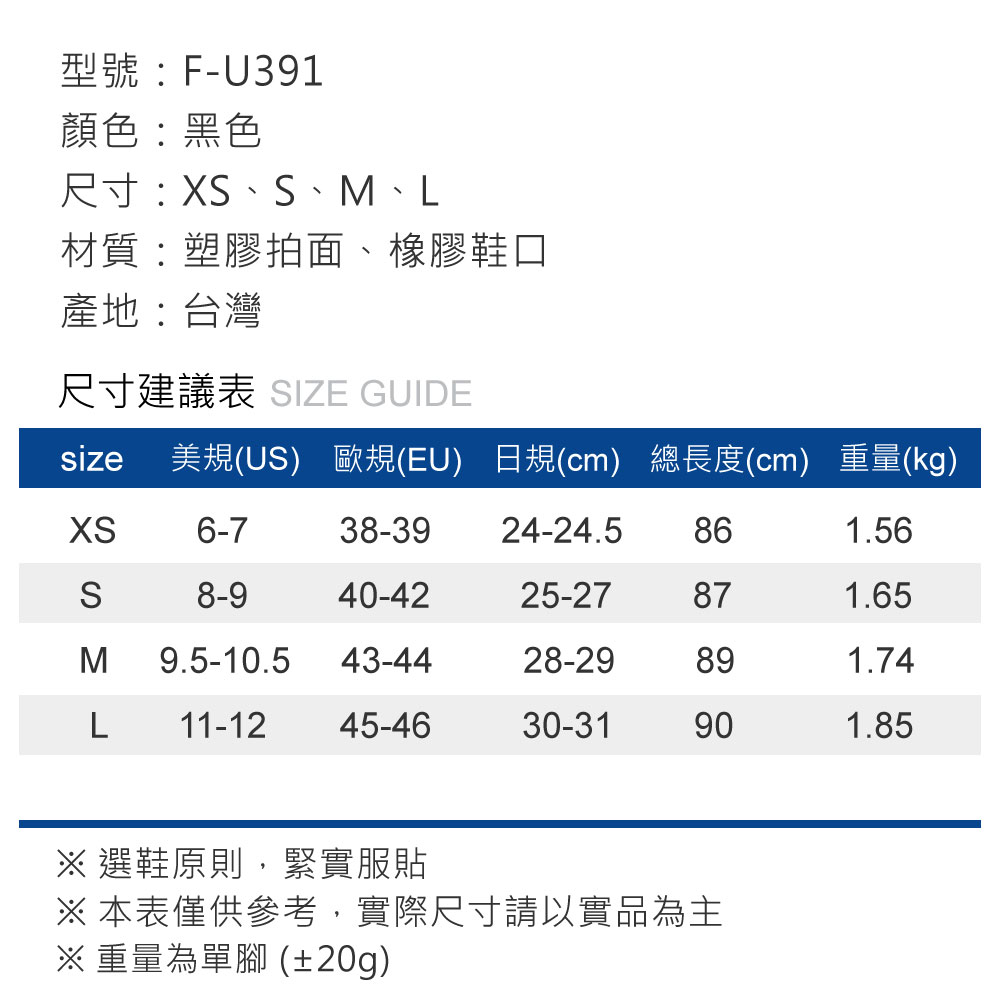 型號：F-U391
顏色：黑色
尺寸：XS、S、M、L
材質：塑膠拍面、橡膠鞋口
產地：台灣
尺寸建議表 SIZE GUIDE
size 美規(US) 歐規(EU) 日規(cm) 總長度(cm) 重量(kg)
XS 6-7 38-39 24-24.5 86 1.56
S 8-9 40-42 25-27 87 1.65
M 9.5-10.5 43-44 28-29 89 1.74
L 11-12 45-46 30-31 90 1.85
※ 選鞋原則，緊實服貼
※ 本表僅供參考，實際尺寸請以實品為主
※ 重量為單腳 (±20g)